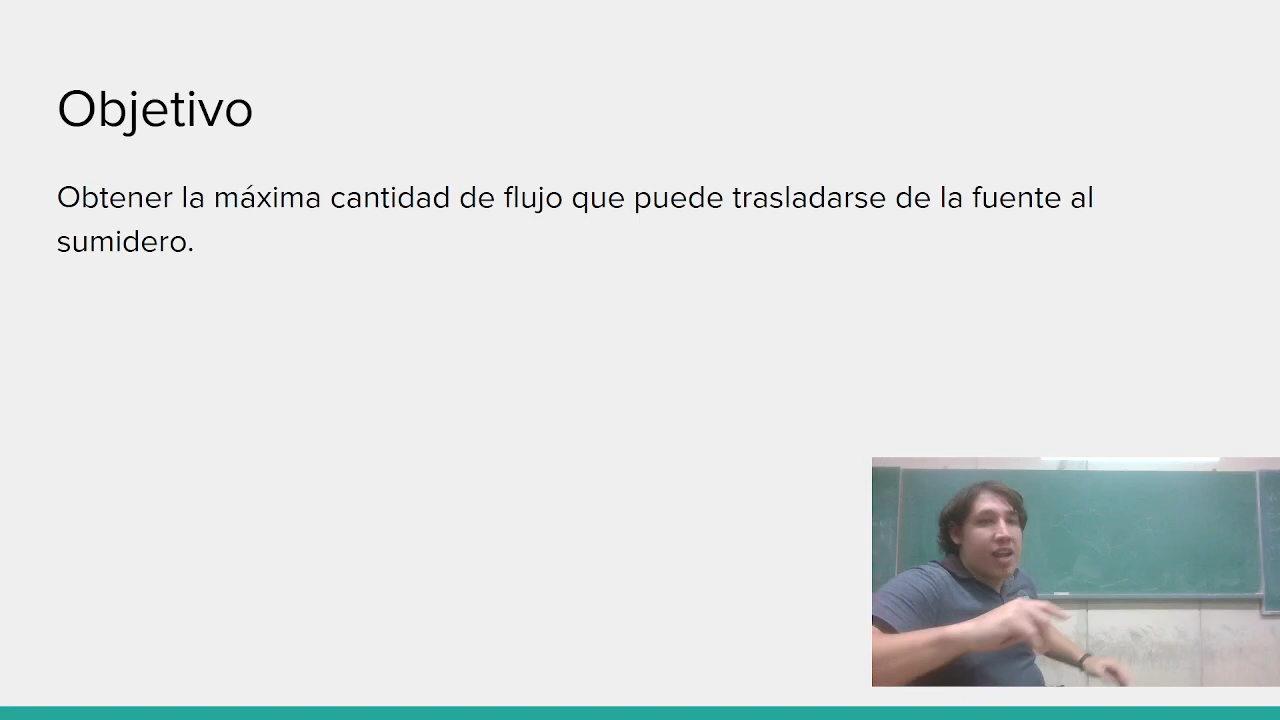 Objetivo
Obtener la máxima cantidad de flujo que puede trasladarse de la fuente al
sumidero.